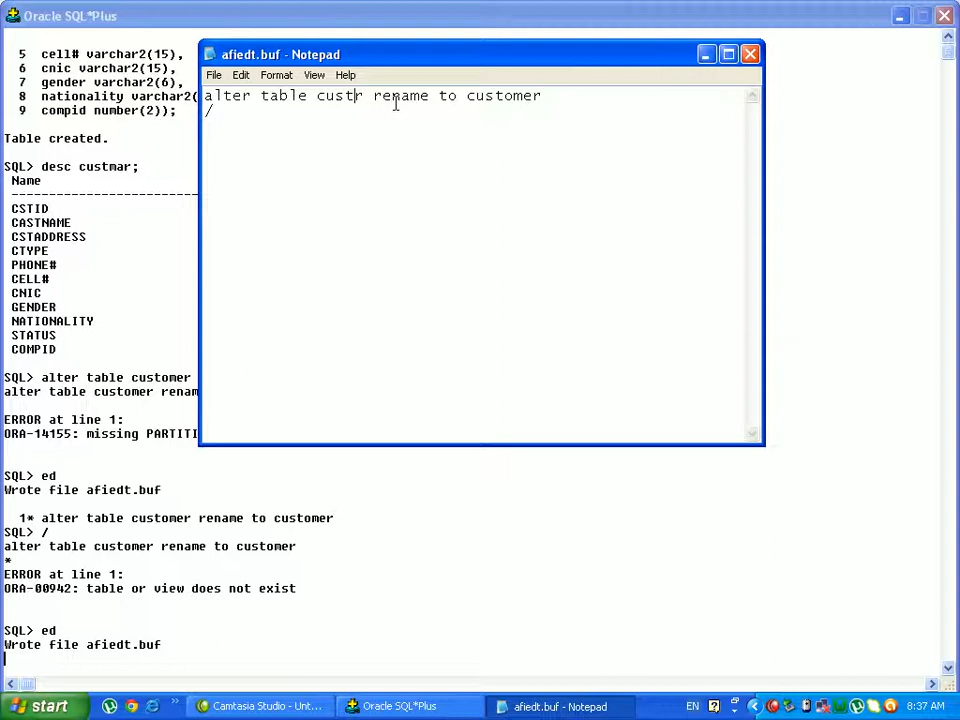 Oracle SQL*Plus
5 cell# varchar2(15),
6 cnic varchar2(15),
7 gender varchar2(6),
8 nationality varchar2(
9 compid number(2));
Table created.
SQL> desc custmar;
Name
CSTID
CASTNAME
CSTADDRESS
CTYPE
PHONE#
CELL#
CNIC
GENDER
NATIONALITY
STATUS
COMPID
SQL> alter table customer
alter table customer renam
ERROR at line 1:
ORA-14155: missing PARTITI
SQL> ed
Wrote file afiedt.buf
1* alter table customer rename to customer
SQL> /
alter table customer rename to customer
*
ERROR at line 1:
ORA-00942: table or view does not exist
SQL> ed
Wrote file afiedt.buf
afiedt.buf - Notepad
File Edit Format View Help
alter table custr rename to customer
/
start
Camtasia Studio - Unt...
Oracle SQL*Plus
afiedt.buf - Notepad
EN
8:37 AM